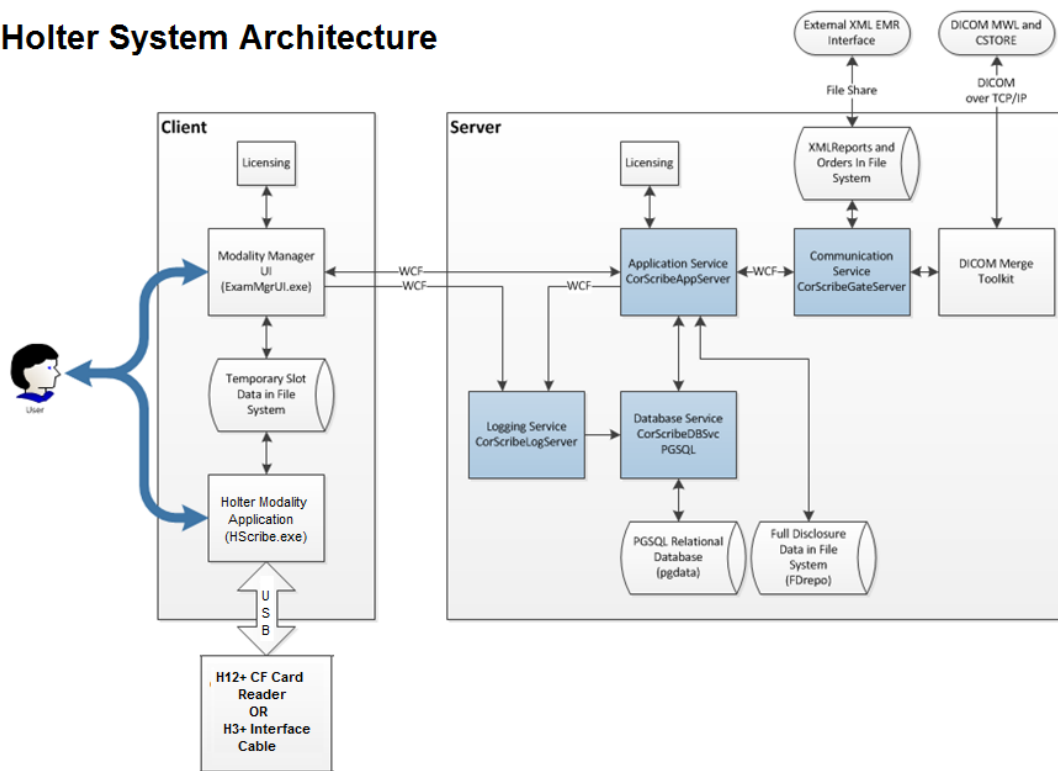 Holter System Architecture
External XML EMR
Interface
DICOM MWL and
CSTORE
File Share
DICOM
over TCP/IP
Client
Licensing
Modality Manager
UI
(ExamMgrUI.exe)
Temporary Slot
Data in File
System
Holter Modality
Application
(HScribe.exe)
User
U
S
B
H12+ CF Card
Reader
OR
H3+ Interface
Cable
WCF
WCF
Server
Licensing
XMLReports and
Orders In File
System
Application Service
CorScribeAppServer
WCF
Communication
Service
CorScribeGateServer
DICOM Merge
Toolkit
WCF
Logging Service
CorScribeLogServer
Database Service
CorScribeDBSvc
PGSQL
PGSQL Relational
Database
(pgdata)
Full Disclosure
Data in File
System
(FDrepo)